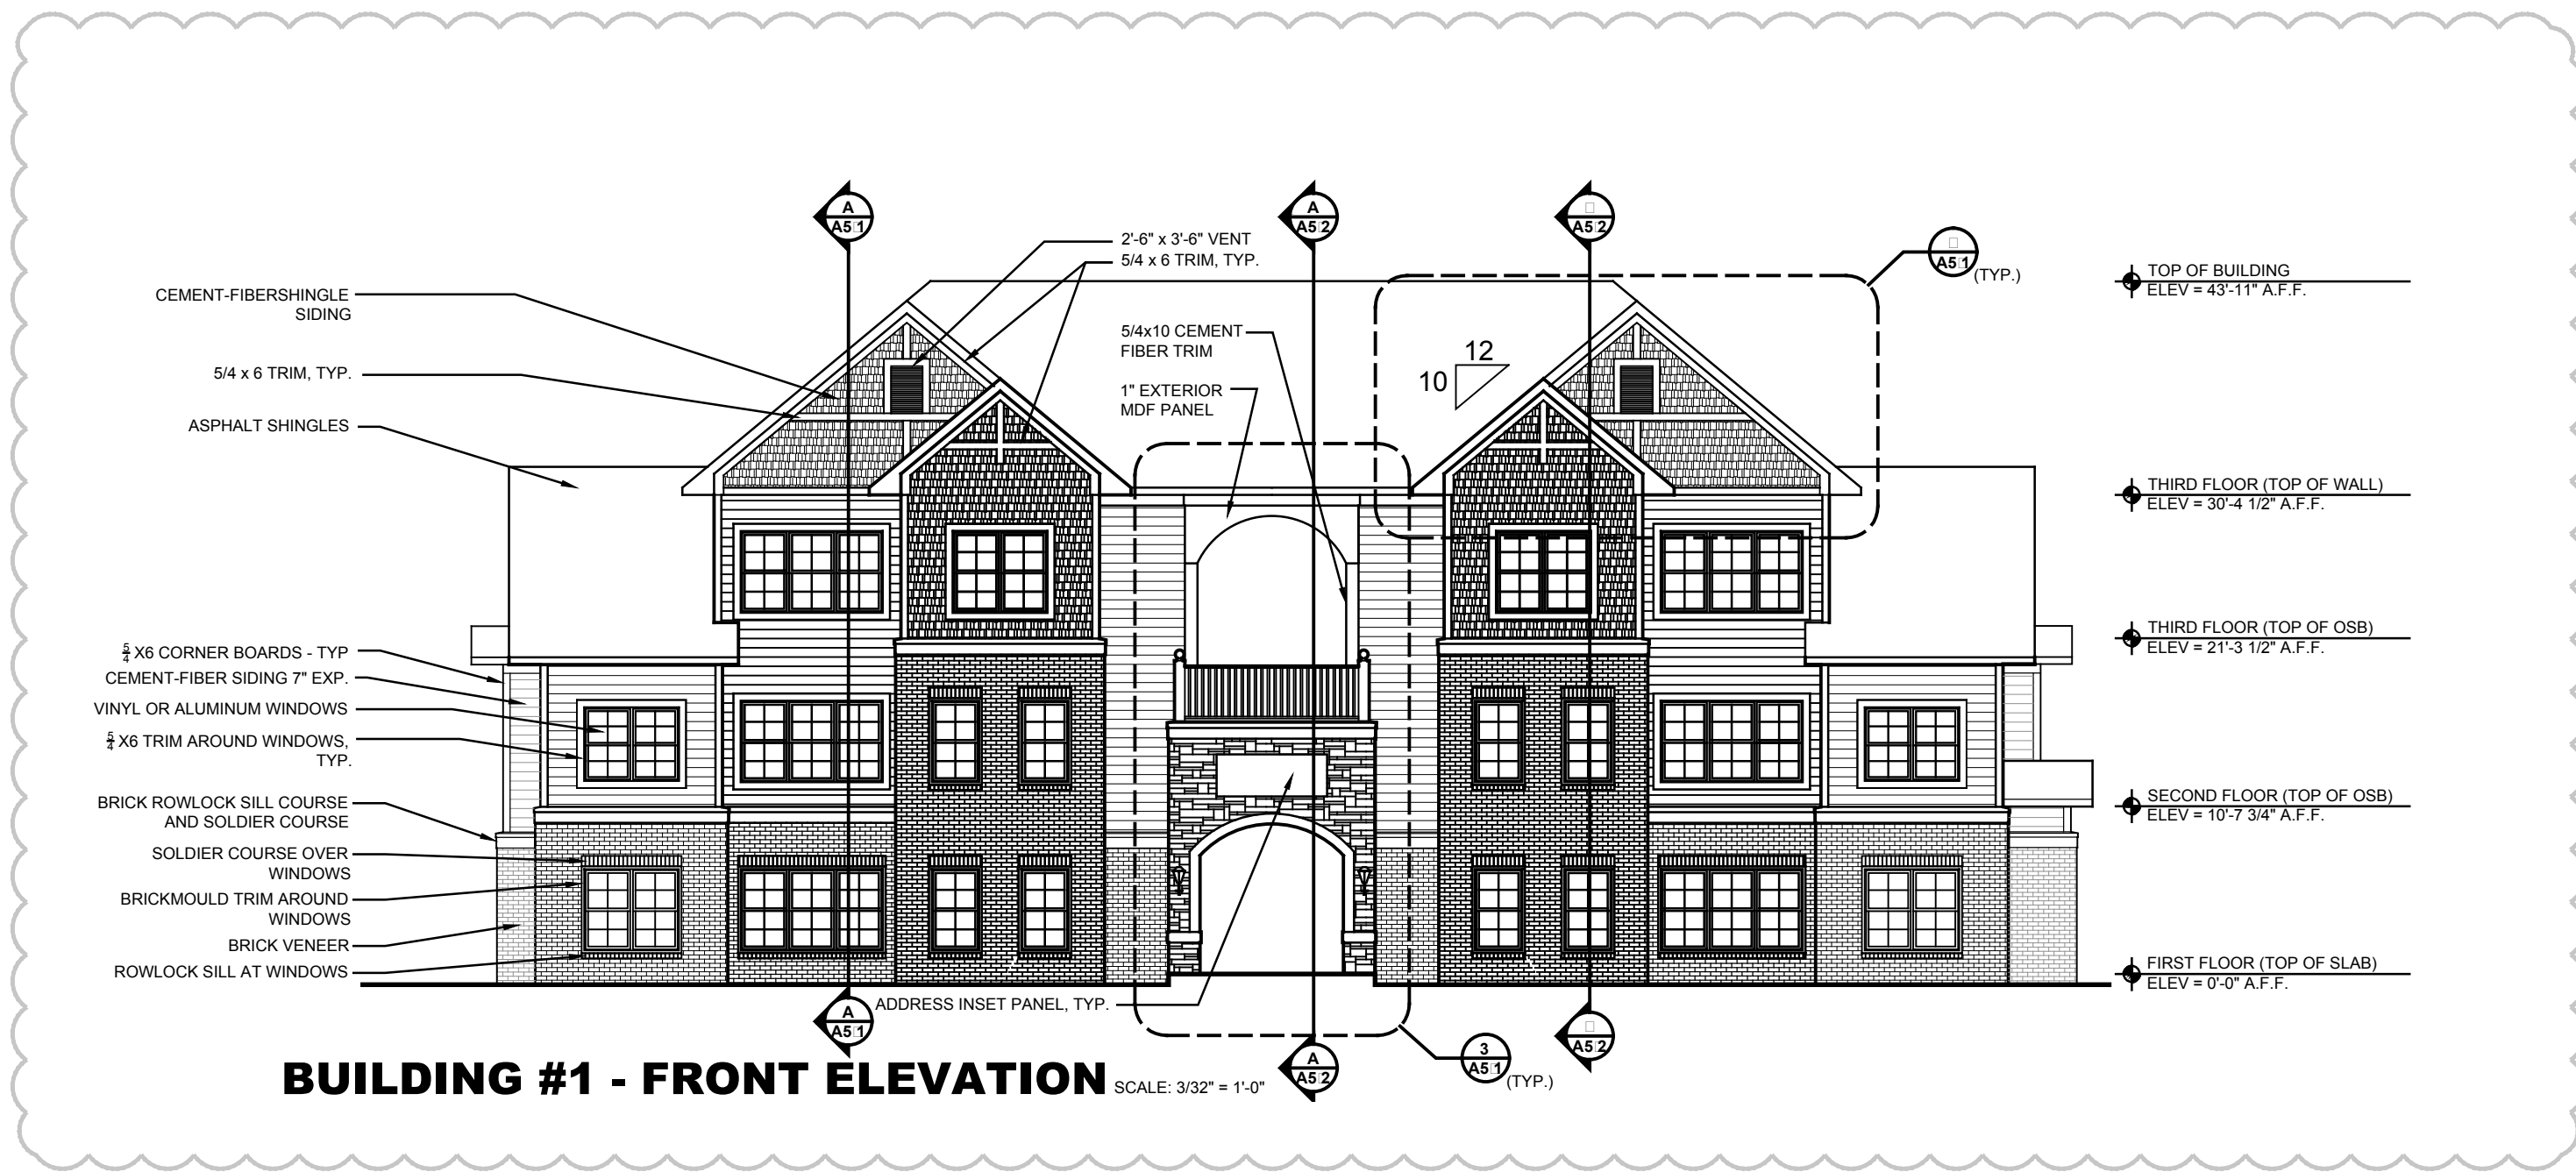 A
A5.1
A
A5.2
A5.2
A5.1
(TYP.)
2'-6" x 3'-6" VENT
5/4 x 6 TRIM, TYP.
TOP OF BUILDING
ELEV = 43'-11" A.F.F.
CEMENT-FIBERSHINGLE
SIDING
5/4x10 CEMENT
FIBER TRIM
12
10
5/4 x 6 TRIM, TYP.
1" EXTERIOR
MDF PANEL
ASPHALT SHINGLES
THIRD FLOOR (TOP OF WALL)
ELEV = 30'-4 1/2" A.F.F.
THIRD FLOOR (TOP OF OSB)
ELEV = 21'-3 1/2" A.F.F.
5/4 X6 CORNER BOARDS - TYP
CEMENT-FIBER SIDING 7" EXP.
VINYL OR ALUMINUM WINDOWS
5/4 X6 TRIM AROUND WINDOWS,
TYP.
BRICK ROWLOCK SILL COURSE
AND SOLDIER COURSE
SECOND FLOOR (TOP OF OSB)
ELEV = 10'-7 3/4" A.F.F.
SOLDIER COURSE OVER
WINDOWS
BRICKMOULD TRIM AROUND
WINDOWS
BRICK VENEER
ROWLOCK SILL AT WINDOWS
FIRST FLOOR (TOP OF SLAB)
ELEV = 0'-0" A.F.F.
ADDRESS INSET PANEL, TYP.
A
A5.1
A
A5.2
A5.2
3
A5.1
(TYP.)
BUILDING #1 - FRONT ELEVATION
SCALE: 3/32" = 1'-0"